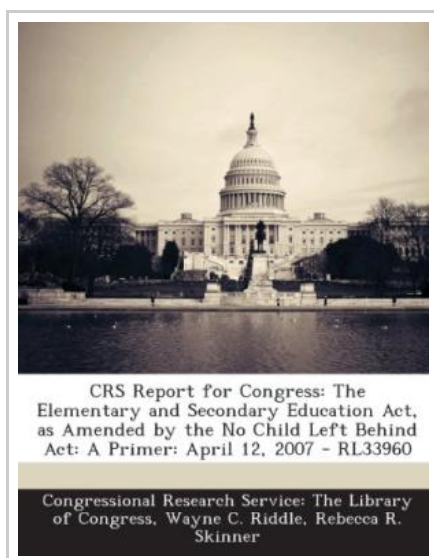 CRS Report for Congress: The
Elementary and Secondary Education Act,
as Amended by the No Child Left Behind
Act: A Primer: April 12, 2007 - RL33960
Congressional Research Service: The Library
of Congress, Wayne C. Riddle, Rebecca R.
Skinner